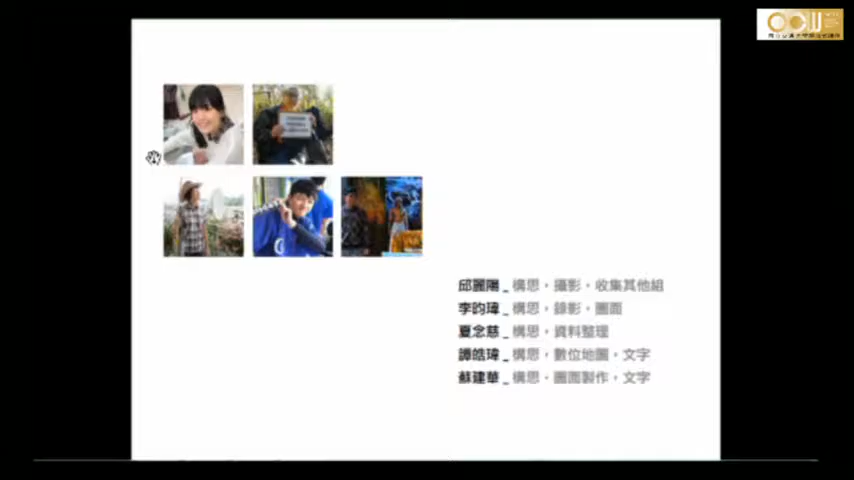 OCW
邱麗陽_構思，攝影，收集其他組
李昀瑋_構思，錄影，圖面
夏念慈_構思，資料整理
譚皓瑋_構思，數位地圖，文字
蘇建華_構思，圖面製作，文字